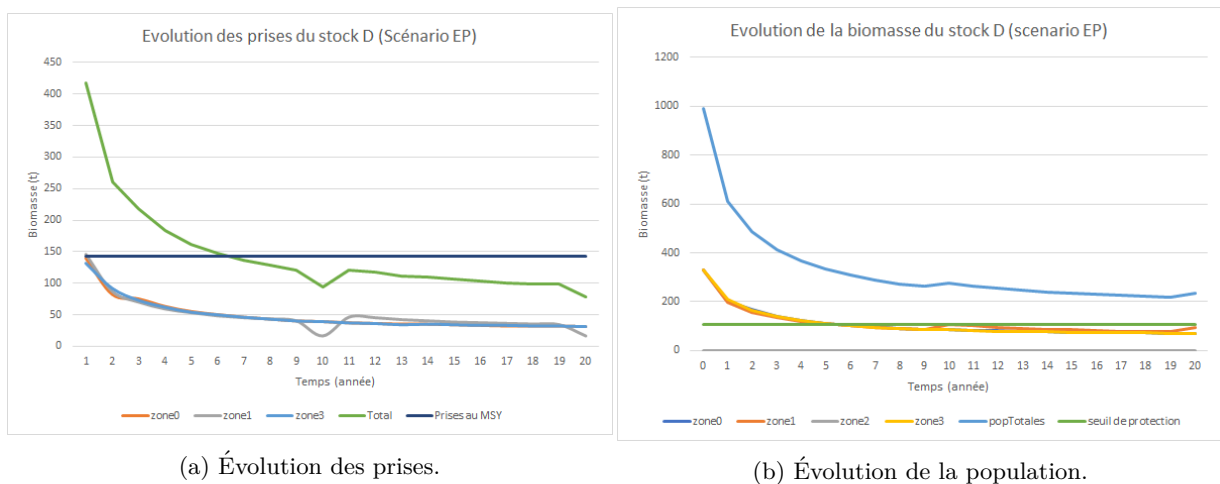 Evolution des prises du stock D (Scénario EP)
450
400
350
300
250
200
150
100
50
0
Biomasse (t)
1 2 3 4 5 6 7 8 9 10 11 12 13 14 15 16 17 18 19 20
Temps (année)
zone0 zone1 zone3 Total Prises au MSY
(a) Évolution des prises.
Evolution de la biomasse du stock D (scenario EP)
1200
1000
800
600
400
200
0
Biomasse (t)
0 1 2 3 4 5 6 7 8 9 10 11 12 13 14 15 16 17 18 19 20
Temps (année)
zone0 zone1 zone2 zone3 popTotales seuil de protection
(b) Évolution de la population.